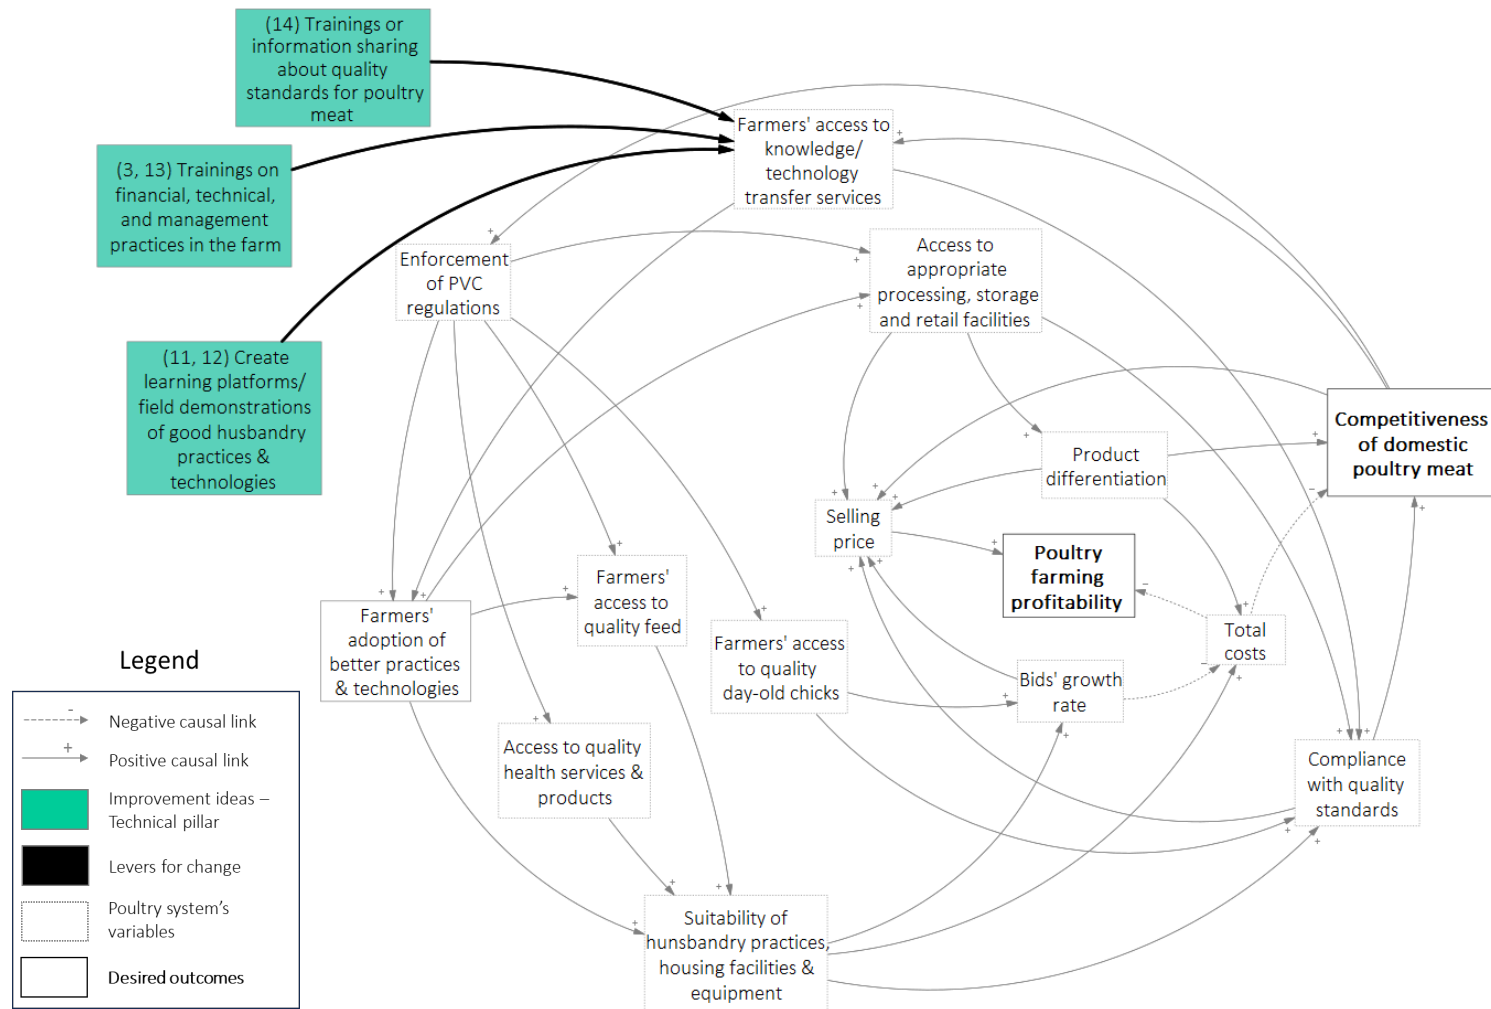 (14) Trainings or
information sharing
about quality
standards for poultry
meat
(3, 13) Trainings on
financial, technical,
and management
practices in the farm
(11, 12) Create
learning platforms/
field demonstrations
of good husbandry
practices &
technologies
Farmers' access to
knowledge/
technology
transfer services
Enforcement
of PVC
regulations
Access to
appropriate
processing, storage
and retail facilities
Competitiveness
of domestic
poultry meat
Product
differentiation
Selling
price
Poultry
farming
profitability
Total
costs
Farmers'
access to
quality feed
Farmers'
adoption of
better practices
& technologies
Farmers' access
to quality
day-old chicks
Bids' growth
rate
Access to quality
health services &
products
Compliance
with quality
standards
Suitability of
hunsbandry practices,
housing facilities &
equipment
Legend
Negative causal link
Positive causal link
Improvement ideas –
Technical pillar
Levers for change
Poultry system's
variables
Desired outcomes